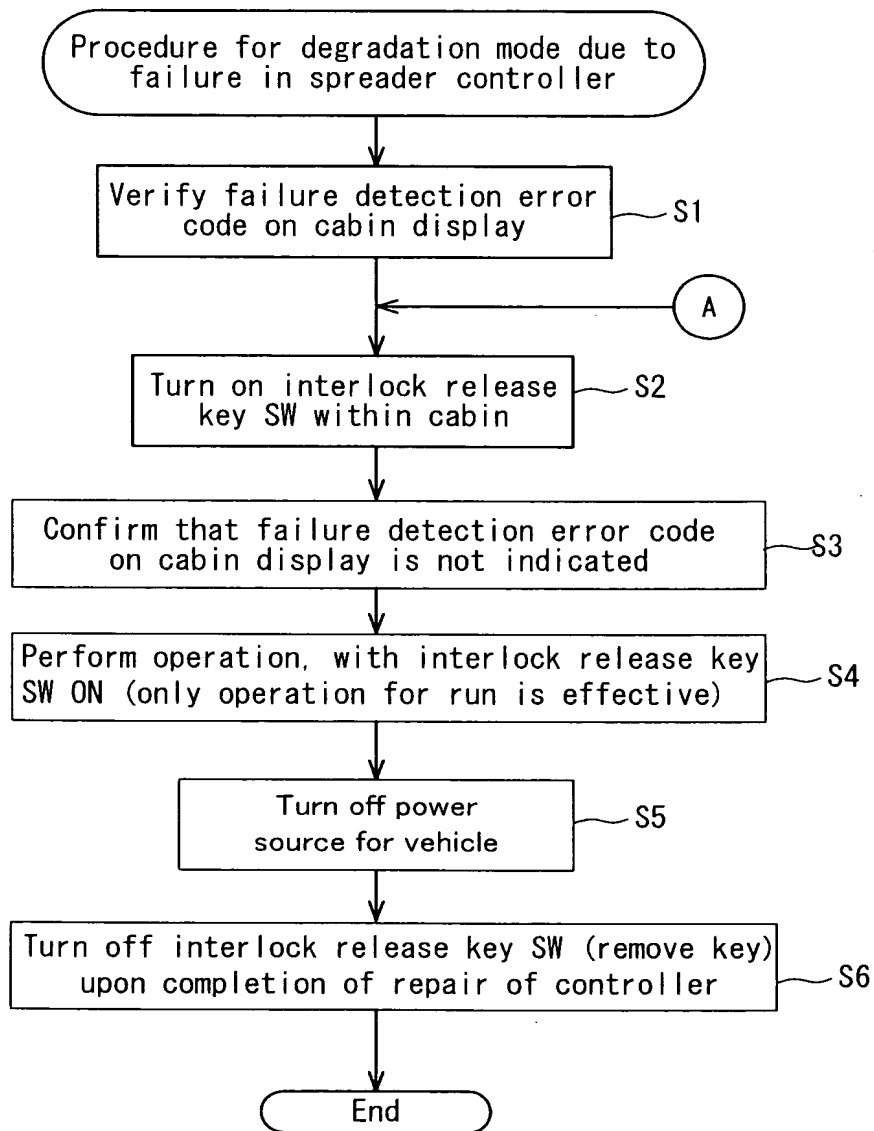 Procedure for degradation mode due to
failure in spreader controller
Verify failure detection error
code on cabin display
S1
A
Turn on interlock release
key SW within cabin
S2
Confirm that failure detection error code
on cabin display is not indicated
S3
Perform operation, with interlock release key
SW ON (only operation for run is effective)
S4
Turn off power
source for vehicle
S5
Turn off interlock release key SW (remove key)
upon completion of repair of controller
S6
End